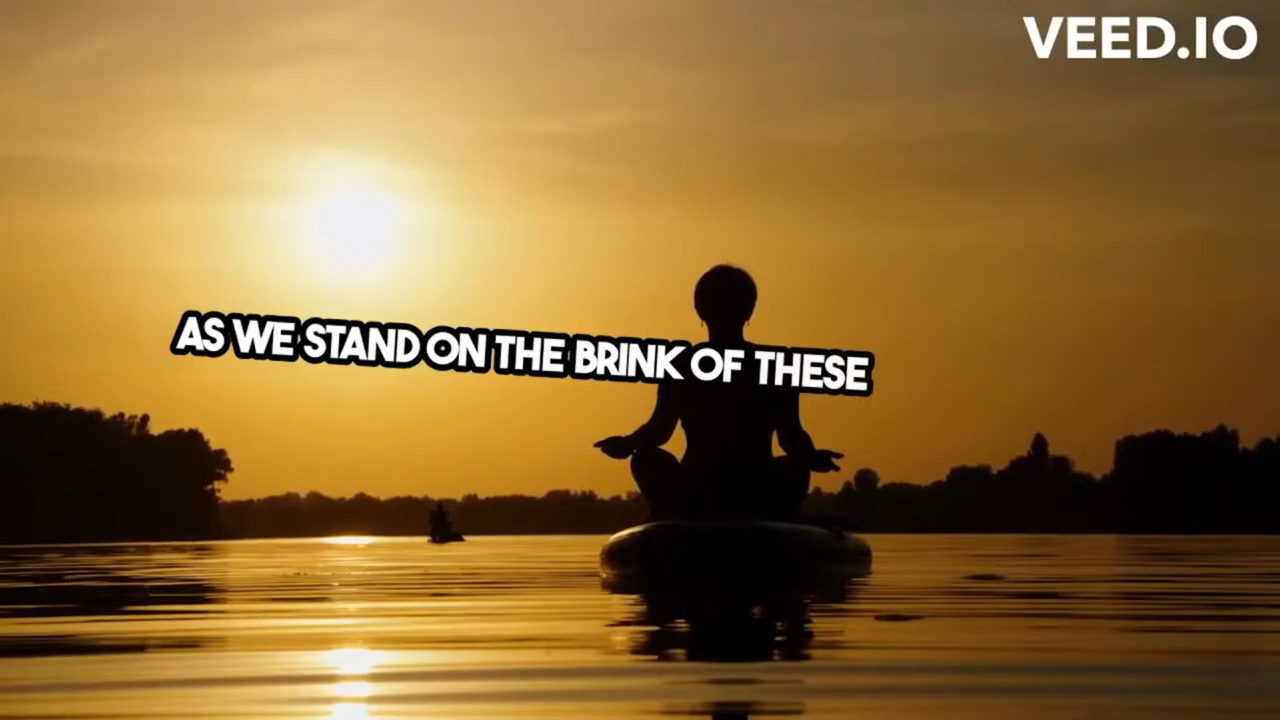 VEED.IO
AS WE STAND ON THE BRINK OF THESE